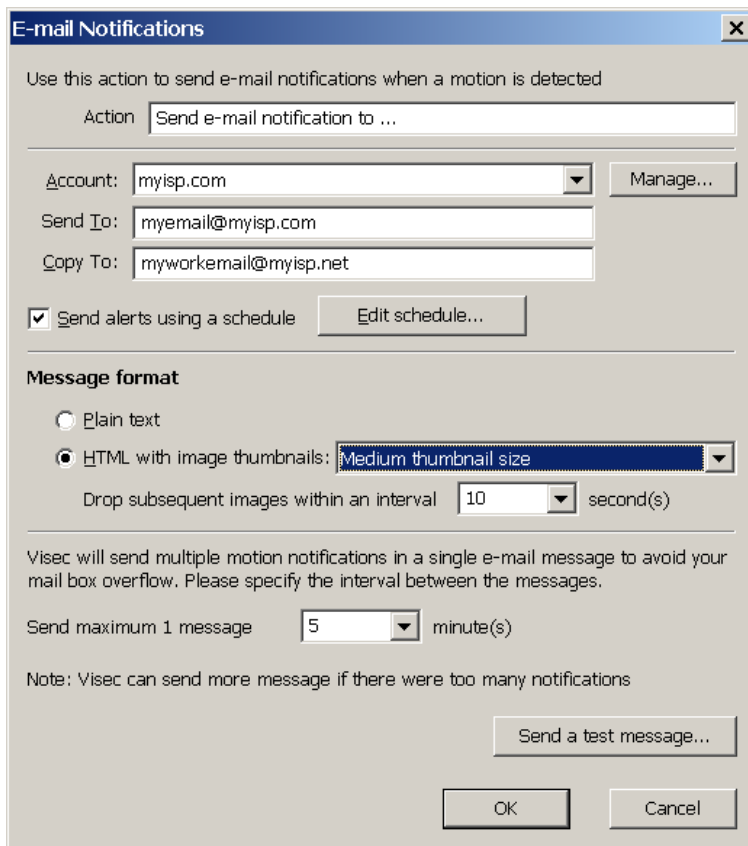 E-mail Notifications
Use this action to send e-mail notifications when a motion is detected
Action Send e-mail notification to ...
Account: myisp.com Manage...
Send To: myemail@myisp.com
Copy To: myworkemail@myisp.net
Send alerts using a schedule Edit schedule...
Message format
Plain text
HTML with image thumbnails: Medium thumbnail size
Drop subsequent images within an interval 10 second(s)
Visec will send multiple motion notifications in a single e-mail message to avoid your
mail box overflow. Please specify the interval between the messages.
Send maximum 1 message 5 minute(s)
Note: Visec can send more message if there were too many notifications
Send a test message...
OK Cancel